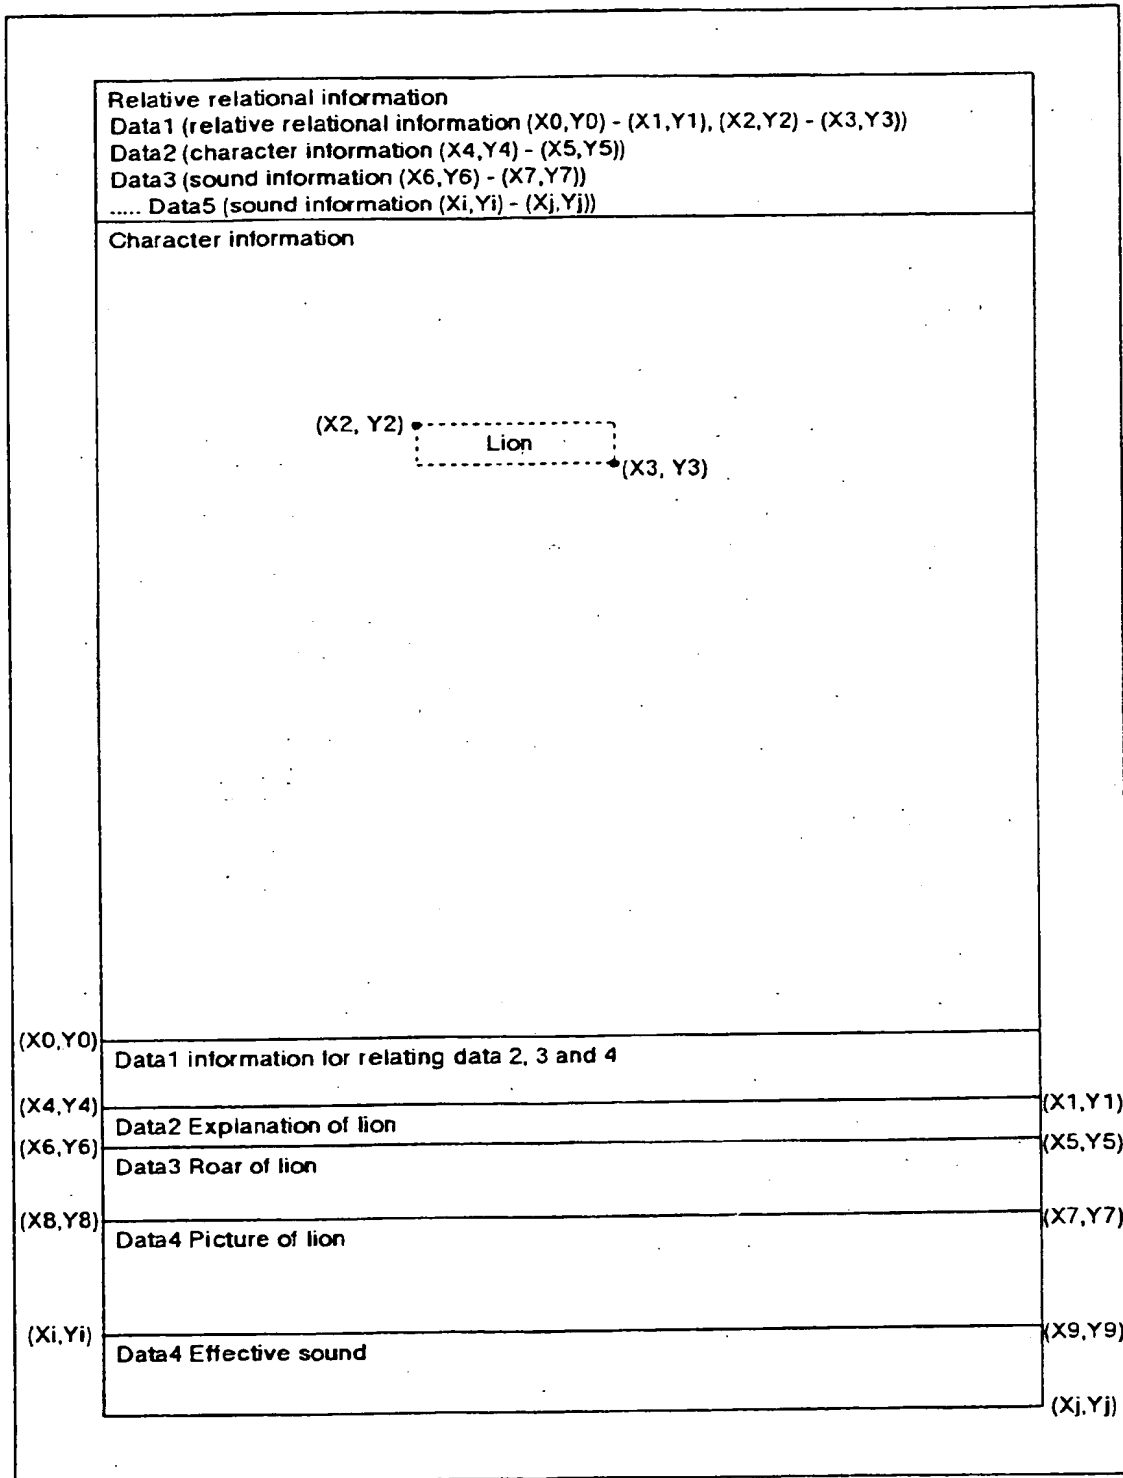 Relative relational information
Data1 (relative relational information (X0,Y0) - (X1,Y1), (X2,Y2) - (X3,Y3))
Data2 (character information (X4,Y4) - (X5,Y5))
Data3 (sound information (X6,Y6) - (X7,Y7))
..... Data5 (sound information (Xi,Yi) - (Xj,Yj))
Character information
(X2, Y2)
Lion
(X3, Y3)
(X0,Y0)
Data1 information for relating data 2, 3 and 4
(X4,Y4)
(X1,Y1)
Data2 Explanation of lion
(X6,Y6)
(X5,Y5)
Data3 Roar of lion
(X8,Y8)
(X7,Y7)
Data4 Picture of lion
(Xi,Yi)
(X9,Y9)
Data4 Effective sound
(Xj,Yj)